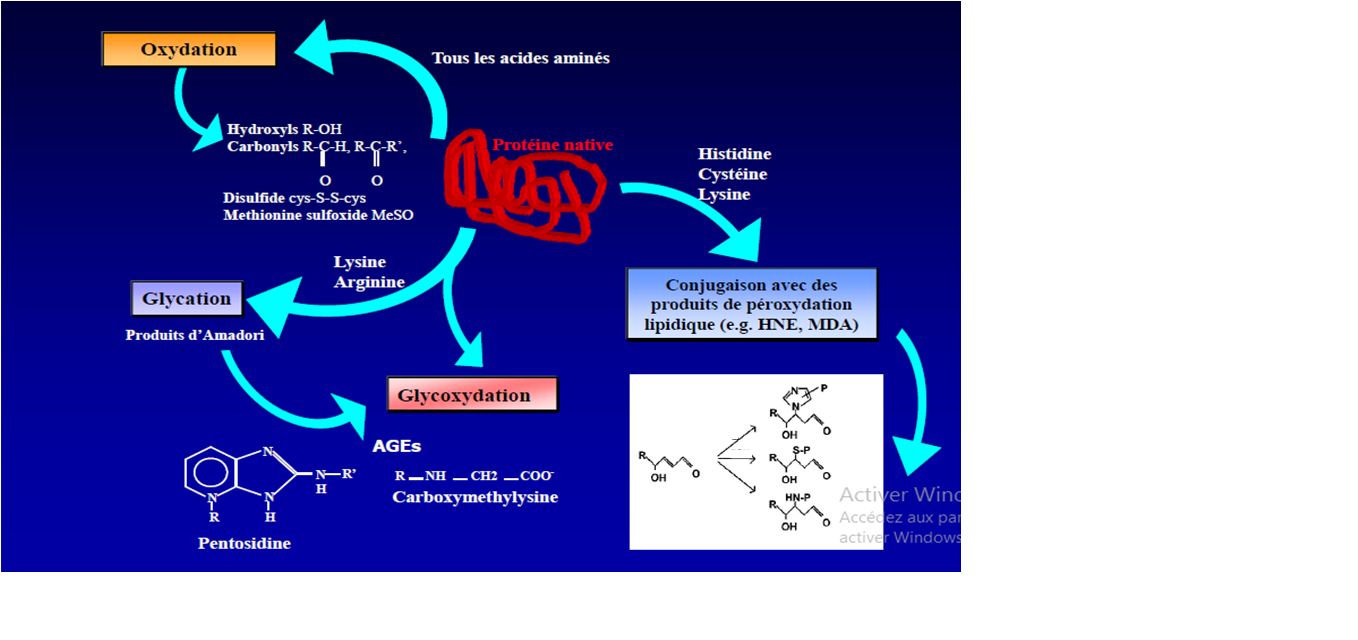 Oxydation
Tous les acides aminés
Hydroxyls R-OH
Carbonyls R-C-H, R-C-R’,
O O
Disulfide cys-S-S-cys
Methionine sulfoxide MeSO
Protéine native
Histidine
Cystéine
Lysine
Lysine
Arginine
Glycation
Produits d’Amadori
Conjugaison avec des
produits de péroxydation
lipidique (e.g. HNE, MDA)
Glycoxydation
AGEs
R NH CH2 COO-
Carboxymethylysine
N
N R'
H
N N
R H
Pentosidine
R
OH
O
N P
N
R
OH
O
S-P
R
OH
O
HN-P
R
OH
O
Activer Wind
Accédez aux par
activer Windows